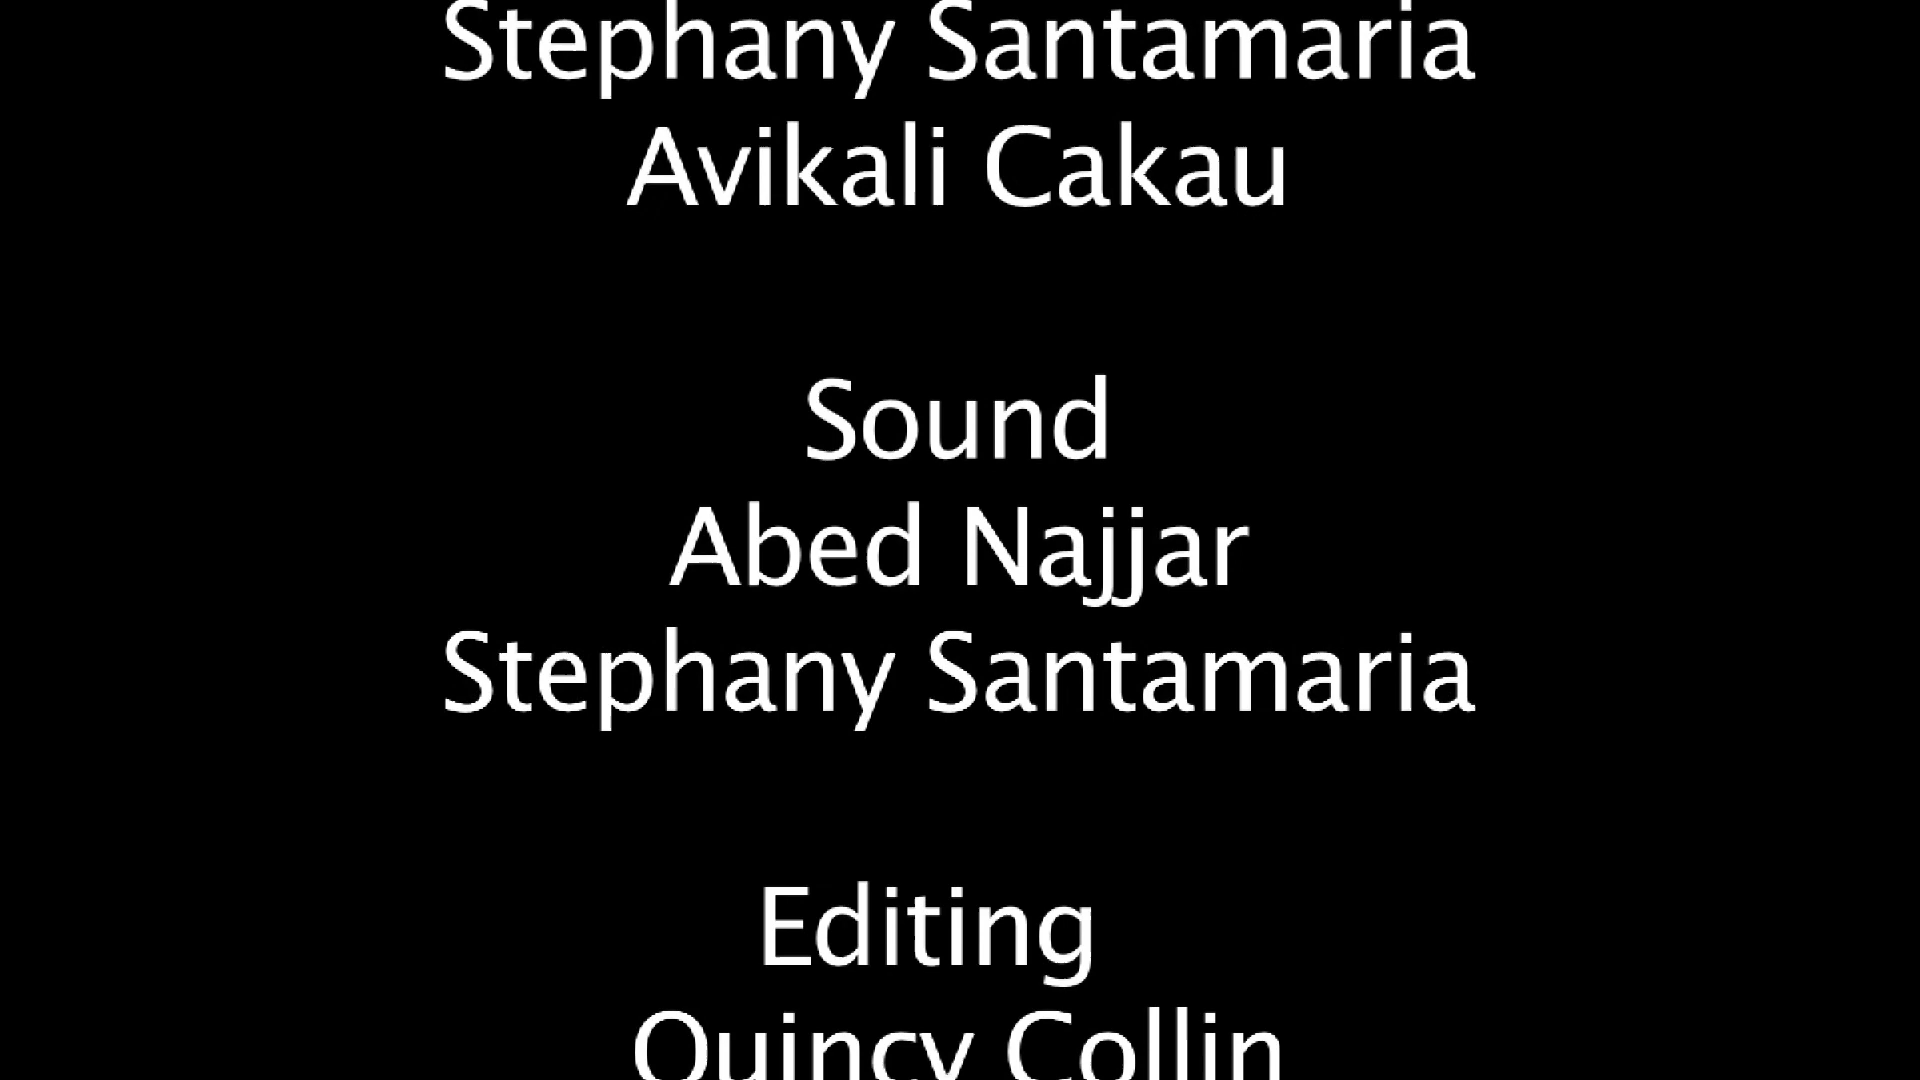 Stephany Santamaria
Avikali Cakau
Sound
Abed Najjar
Stephany Santamaria
Editing
Quincy Collin